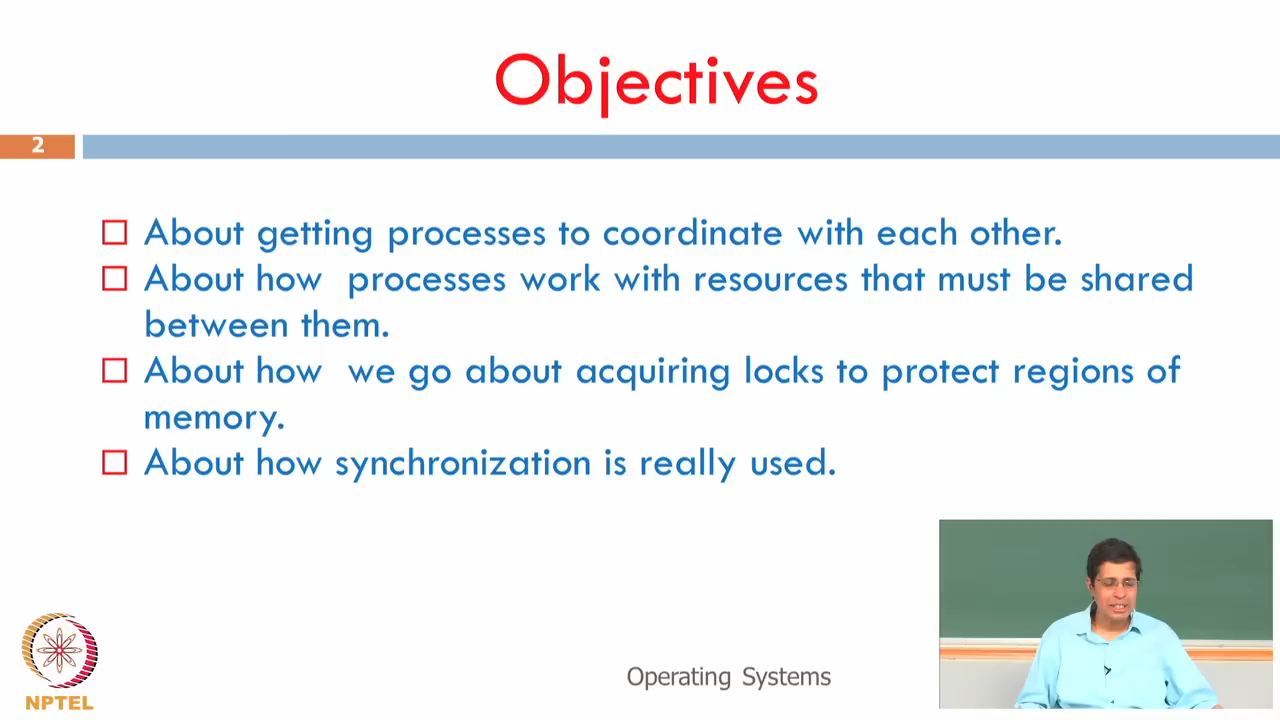 Objectives
2
About getting processes to coordinate with each other.
About how processes work with resources that must be shared
between them.
About how we go about acquiring locks to protect regions of
memory.
About how synchronization is really used.
Operating Systems
NPTEL